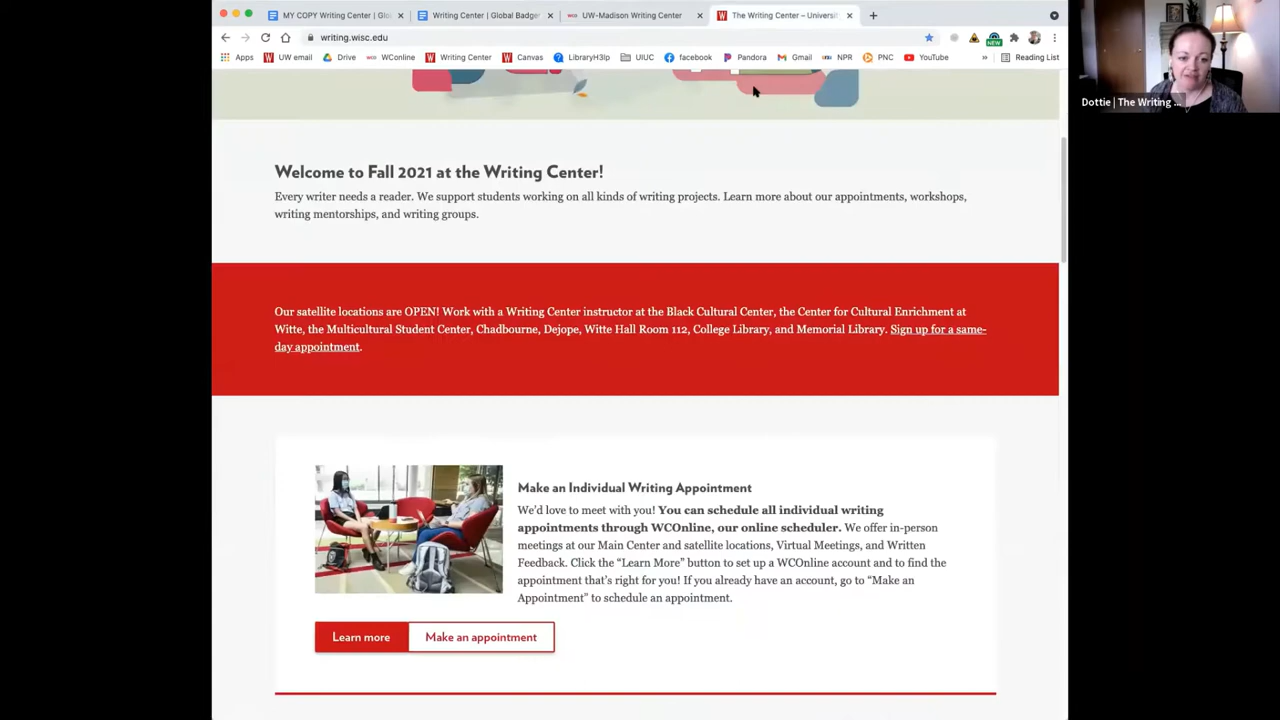 MY COPY Writing Center | Glo
Writing Center | Global Badge
UW-Madison Writing Center
The Writing Center – Universi
writing.wisc.edu
Apps
UW email
Drive
WConline
Writing Center
Canvas
LibraryH3lp
UIUC
facebook
Pandora
Gmail
NPR
PNC
YouTube
»
Reading List
NEW
Dottie | The Writing ...
Welcome to Fall 2021 at the Writing Center!
Every writer needs a reader. We support students working on all kinds of writing projects. Learn more about our appointments, workshops,
writing mentorships, and writing groups.
Our satellite locations are OPEN! Work with a Writing Center instructor at the Black Cultural Center, the Center for Cultural Enrichment at
Witte, the Multicultural Student Center, Chadbourne, Dejope, Witte Hall Room 112, College Library, and Memorial Library. Sign up for a same-
day appointment.
Make an Individual Writing Appointment
We'd love to meet with you! You can schedule all individual writing
appointments through WCOnline, our online scheduler. We offer in-person
meetings at our Main Center and satellite locations, Virtual Meetings, and Written
Feedback. Click the “Learn More” button to set up a WCOnline account and to find the
appointment that's right for you! If you already have an account, go to “Make an
Appointment” to schedule an appointment.
Learn more
Make an appointment